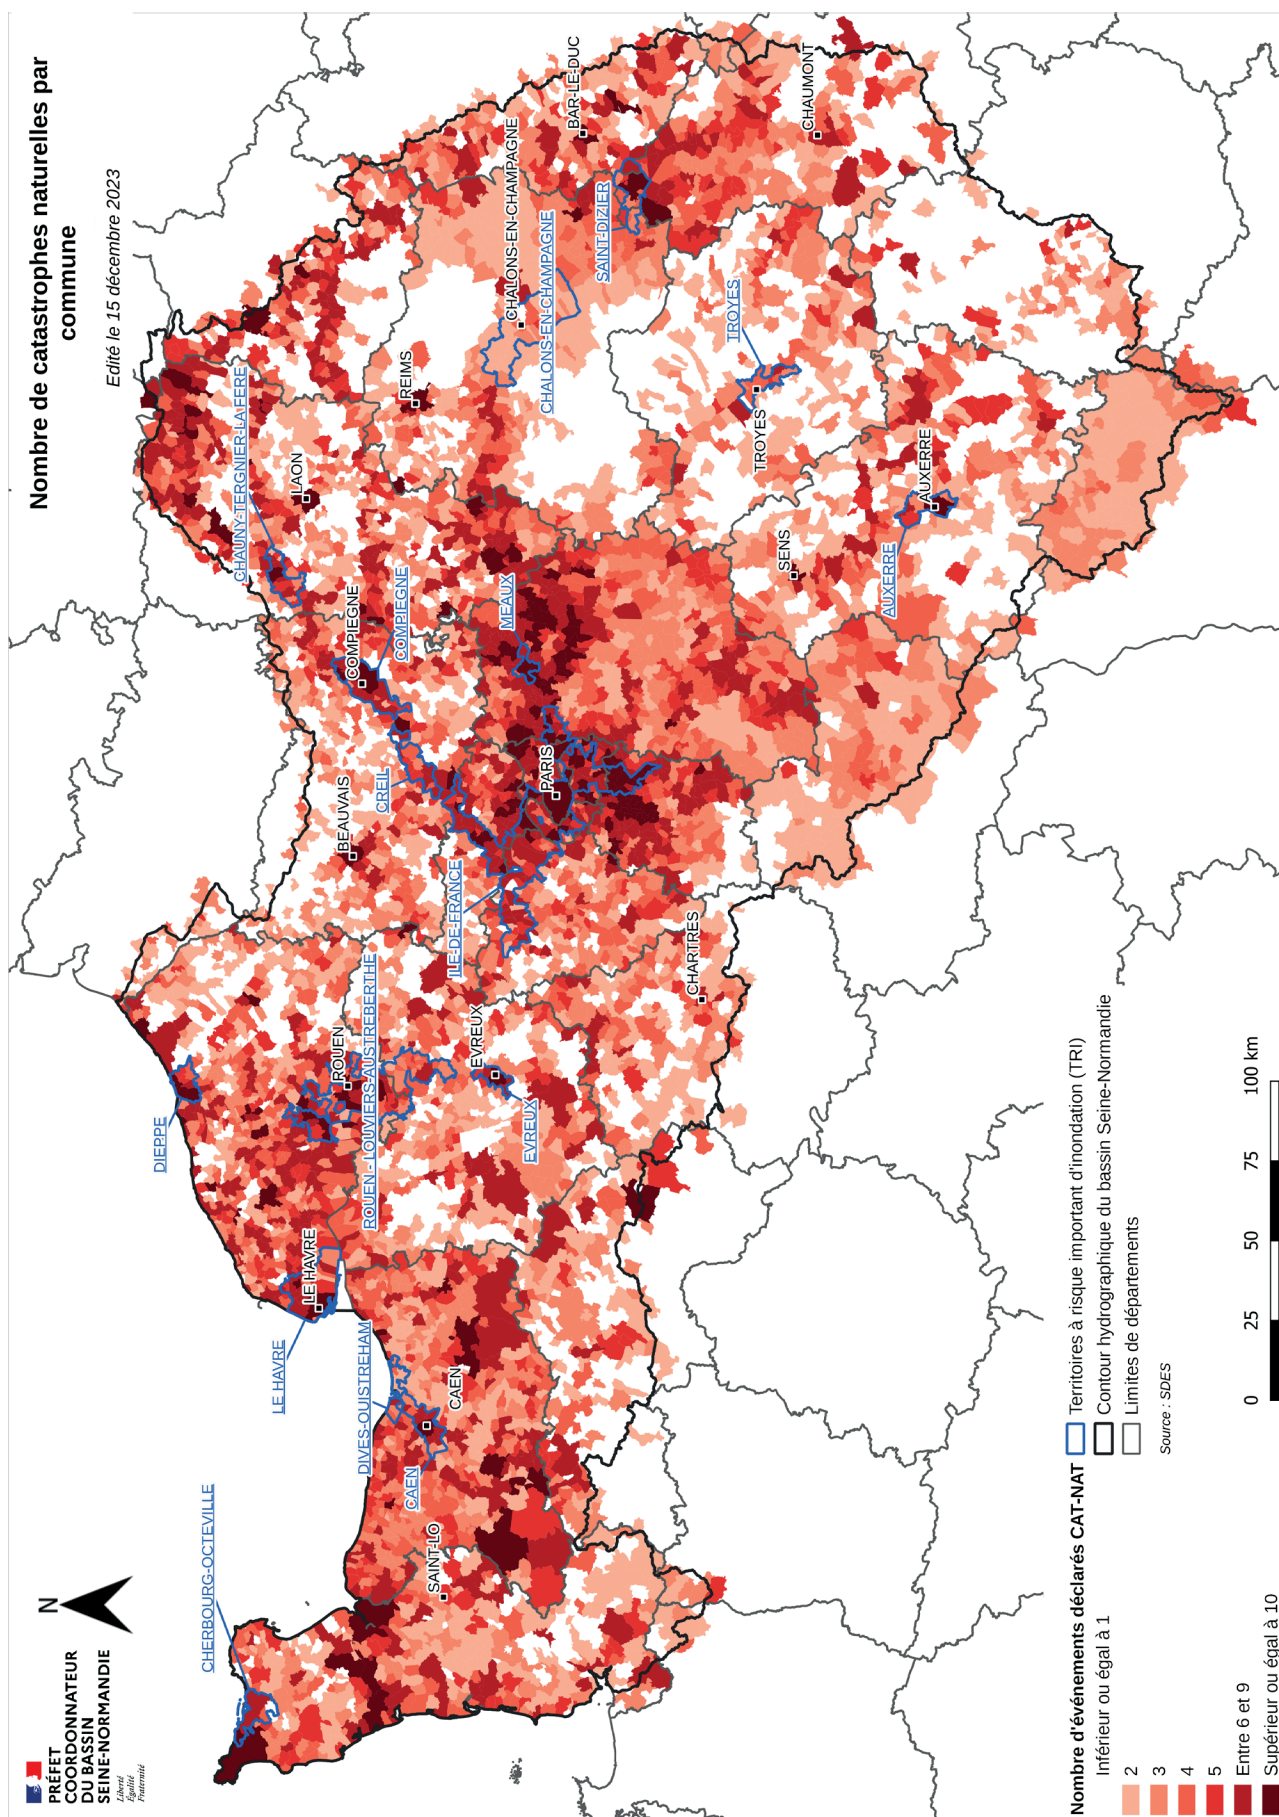 PRÉFET
COORDONNATEUR
DU BASSIN
SEINE-NORMANDIE
Liberté
Égalité
Fraternité
N
Nombre de catastrophes naturelles par
commune
Edité le 15 décembre 2023
CHERBOURG-OCTEVILLE
LE HAVRE
LE HAVRE
DIEPPE
DIVES-OUISTREHAM
CAEN
CAEN
SAINT-LO
ROUEN
ROUEN - LOUVIERS-AUSTREBERTHE
EVREUX
EVREUX
CHARTRES
BEAUVAIS
CREIL
COMPIEGNE
COMPIEGNE
ILE-DE-FRANCE
PARIS
MEAUX
CHAUNY-TERGNIER-LA FERE
LAON
REIMS
CHALONS-EN-CHAMPAGNE
CHALONS-EN-CHAMPAGNE
BAR-LE-DUC
SAINT-DIZIER
CHAUMONT
TROYES
TROYES
SENS
AUXERRE
AUXERRE
Nombre d'événements déclarés CAT-NAT
Inférieur ou égal à 1
2
3
4
5
Entre 6 et 9
Supérieur ou égal à 10
Territoires à risque important d'inondation (TRI)
Contour hydrographique du bassin Seine-Normandie
Limites de départements
Source : SDES
0 25 50 75 100 km